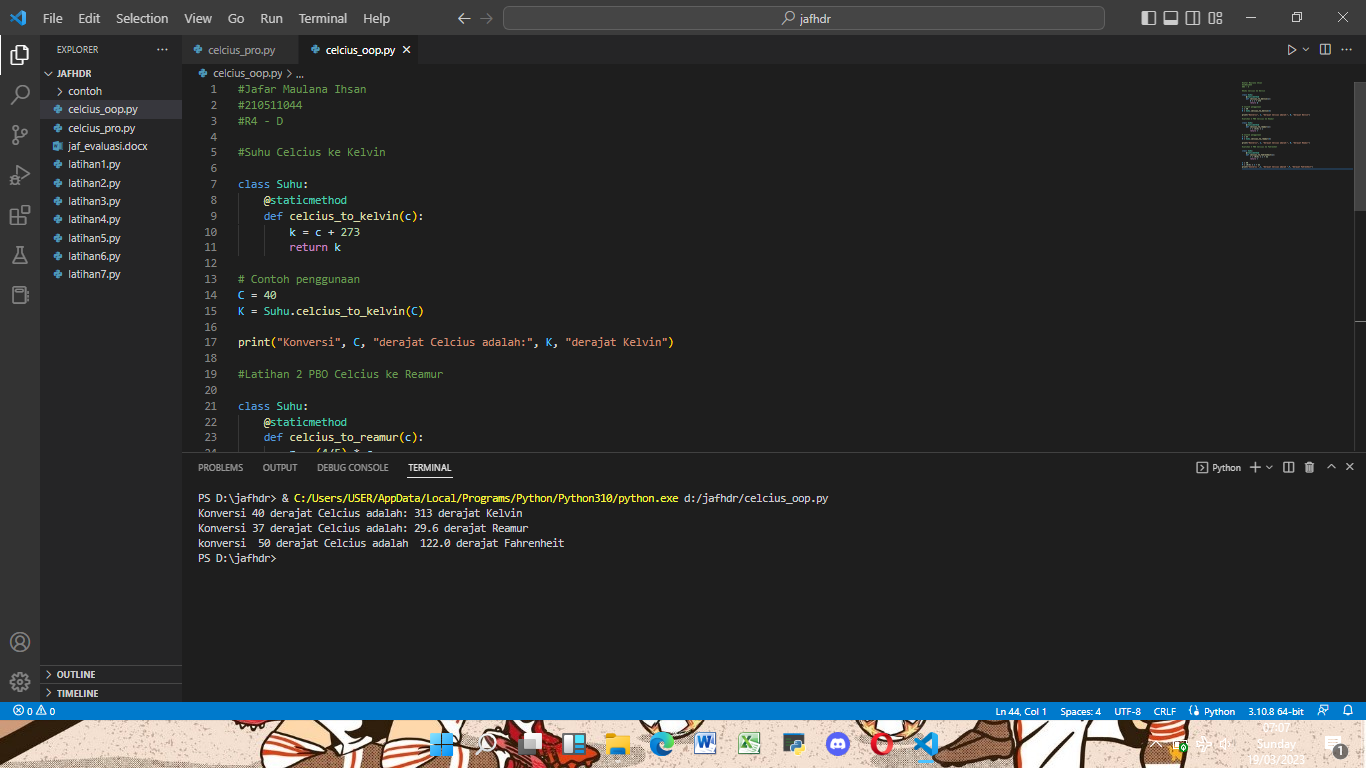 File Edit Selection View Go Run Terminal Help
jafhdr
EXPLORER
celcius_pro.py
celcius_oop.py
JAFHDR
contoh
celcius_oop.py
celcius_pro.py
jaf_evaluasi.docx
latihan1.py
latihan2.py
latihan3.py
latihan4.py
latihan5.py
latihan6.py
latihan7.py
OUTLINE
TIMELINE
celcius_oop.py > ...
1 #Jafar Maulana Ihsan
2 #210511044
3 #R4 - D
4
5 #Suhu Celcius ke Kelvin
6
7 class Suhu:
8 @staticmethod
9 def celcius_to_kelvin(c):
10 k = c + 273
11 return k
12
13 # Contoh penggunaan
14 C = 40
15 K = Suhu.celcius_to_kelvin(C)
16
17 print("Konversi", C, "derajat Celcius adalah:", K, "derajat Kelvin")
18
19 #Latihan 2 PBO Celcius ke Reamur
20
21 class Suhu:
22 @staticmethod
23 def celcius_to_reamur(c):
PROBLEMS OUTPUT DEBUG CONSOLE TERMINAL
Python
PS D:\jafhdr> & C:/Users/USER/AppData/Local/Programs/Python/Python310/python.exe d:/jafhdr/celcius_oop.py
Konversi 40 derajat Celcius adalah: 313 derajat Kelvin
Konversi 37 derajat Celcius adalah: 29.6 derajat Reamur
konversi  50 derajat Celcius adalah  122.0 derajat Fahrenheit
PS D:\jafhdr>
0 0
Ln 44, Col 1 Spaces: 4 UTF-8 CRLF Python 3.10.8 64-bit
07:07
Sunday
19/03/2023
1